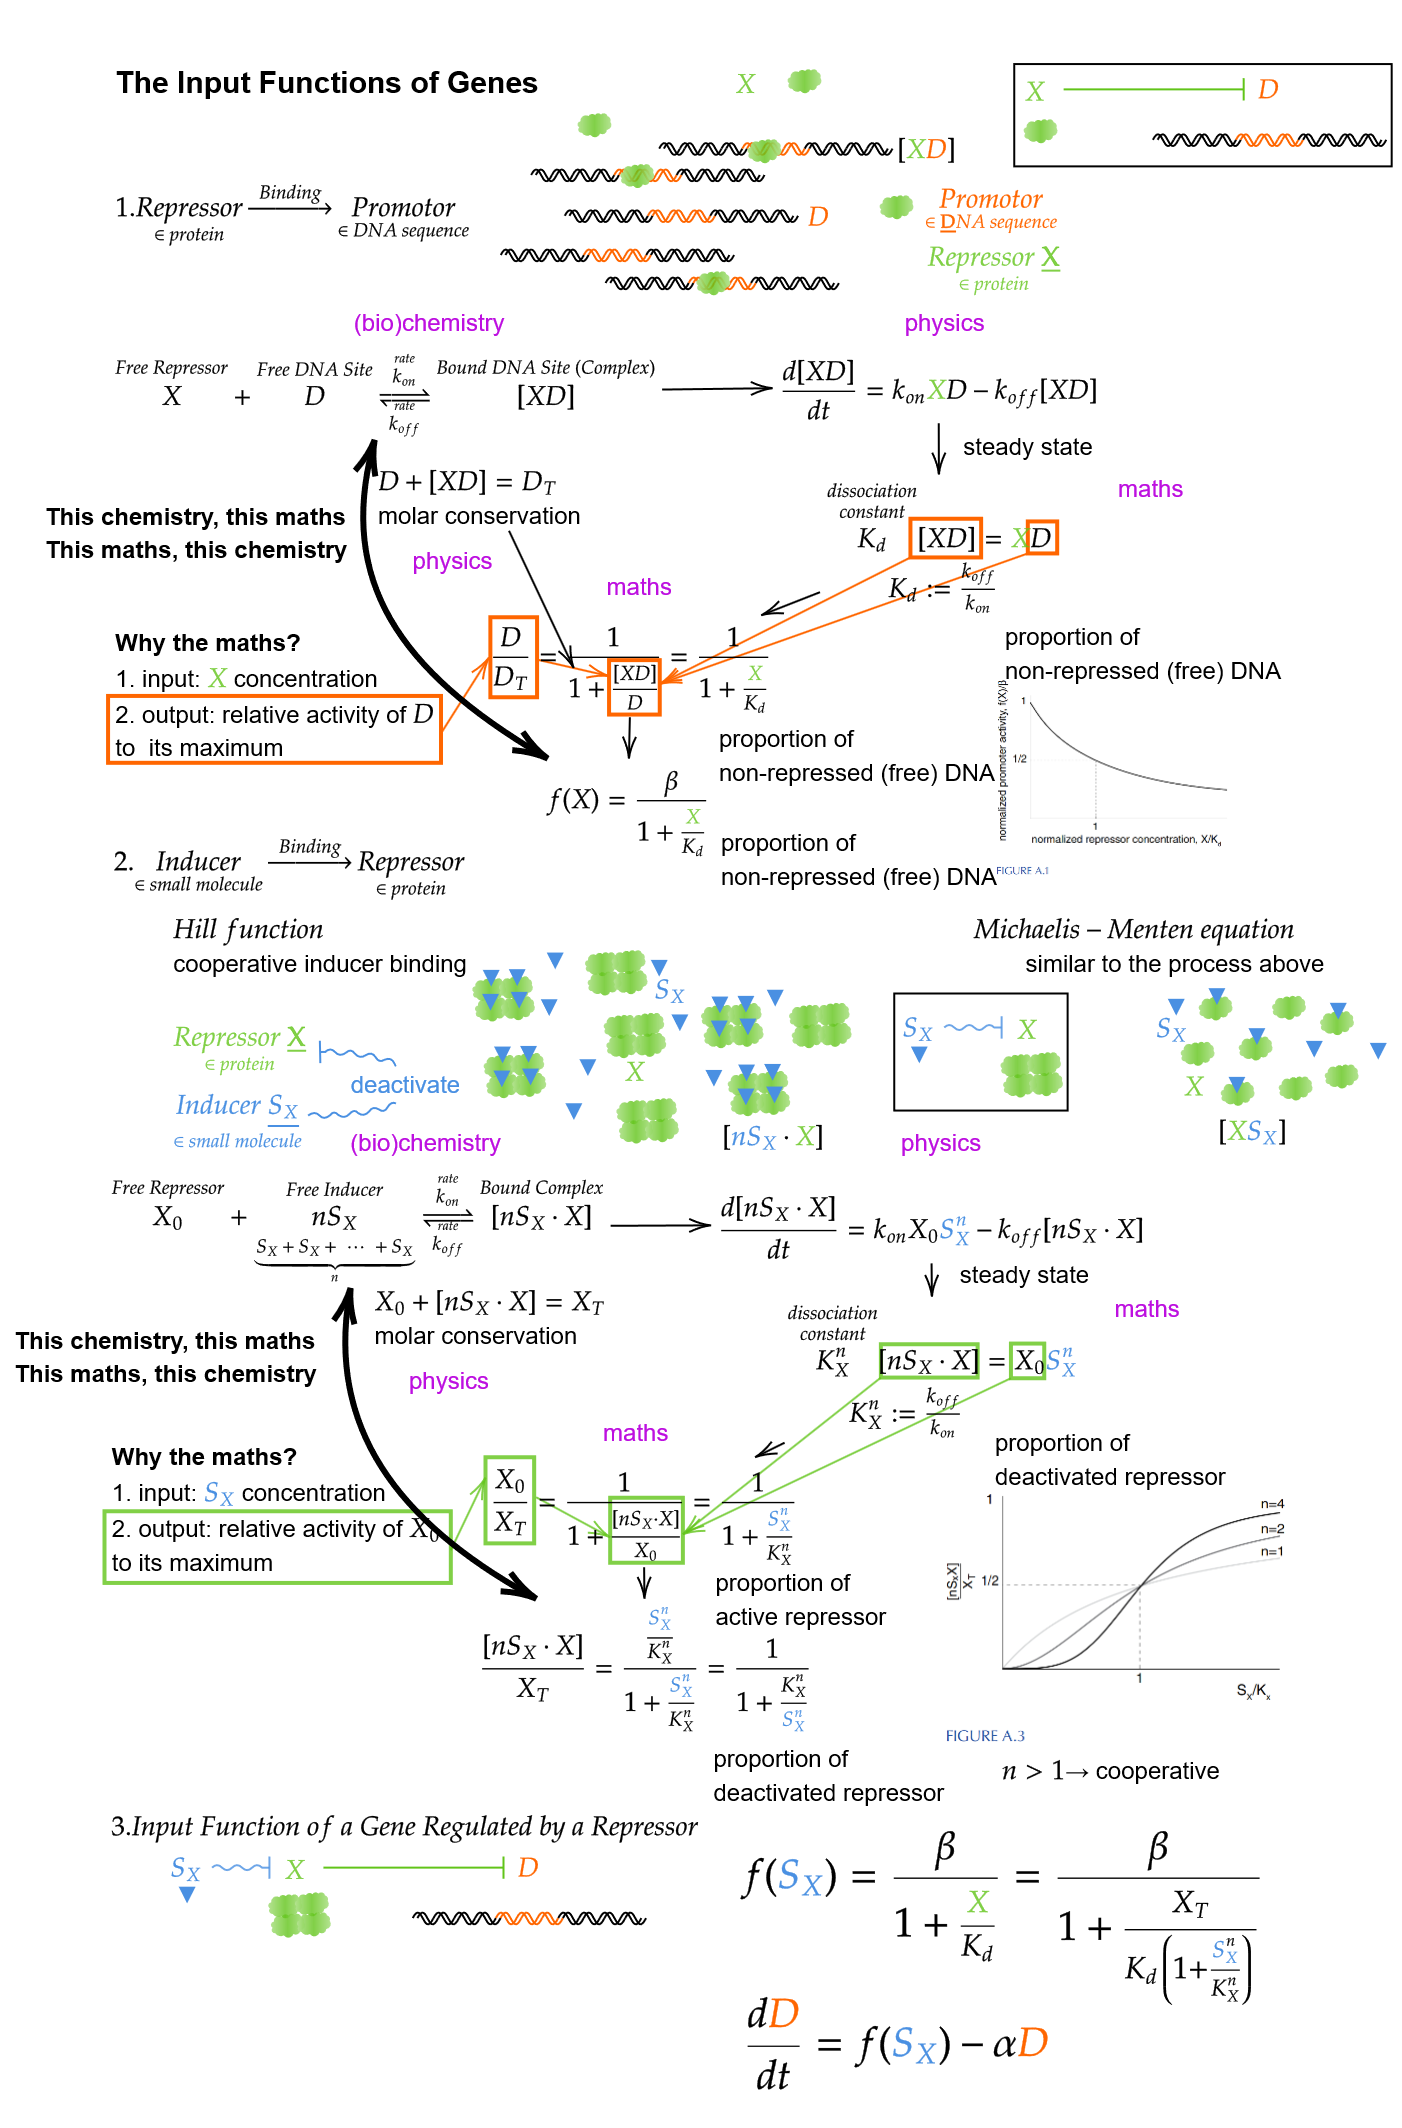 The Input Functions of Genes
X
X D
[XD]
1.Repressor Binding⟶ Promotor
∈ protein ∈ DNA sequence
D
Promotor
∈ DNA sequence
Repressor X
∈ protein
(bio)chemistry physics
Free Repressor Free DNA Site rate Bound DNA Site (Complex)
X + D k_on ⇌ [XD] ⟶ d[XD]/dt = k_on XD − k_off [XD]
rate
k_off
steady state
D + [XD] = D_T
molar conservation
maths
dissociation
constant
K_d [XD] = XD
This chemistry, this maths
This maths, this chemistry
physics
K_d := k_off/k_on
maths
D/D_T = 1/(1 + [XD]/D) = 1/(1 + X/K_d)
Why the maths?
1. input: X concentration
2. output: relative activity of D
to its maximum
proportion of
non-repressed (free) DNA
proportion of
non-repressed (free) DNA
normalized promoter activity, f(X)/β
1
1/2
1
normalized repressor concentration, X/K_d
FIGURE A.1
f(X) = β/(1 + X/K_d)
proportion of
non-repressed (free) DNA
2. Inducer Binding⟶ Repressor
∈ small molecule ∈ protein
Hill function
cooperative inducer binding
Michaelis − Menten equation
similar to the process above
S_X
Repressor X
∈ protein
deactivate
Inducer S_X
∈ small molecule
X
[nS_X · X]
S_X X
S_X
X
[XS_X]
(bio)chemistry physics
Free Repressor Free Inducer rate Bound Complex
X_0 + nS_X k_on ⇌ [nS_X · X] ⟶ d[nS_X · X]/dt = k_on X_0 S_X^n − k_off [nS_X · X]
S_X + S_X + ⋯ + S_X
n
rate
k_off
steady state
X_0 + [nS_X · X] = X_T
molar conservation
maths
dissociation
constant
K_X^n [nS_X · X] = X_0 S_X^n
This chemistry, this maths
This maths, this chemistry
physics
K_X^n := k_off/k_on
maths
X_0/X_T = 1/(1 + [nS_X·X]/X_0) = 1/(1 + S_X^n/K_X^n)
Why the maths?
1. input: S_X concentration
2. output: relative activity of X_0
to its maximum
proportion of
active repressor
proportion of
deactivated repressor
1
n=4
n=2
n=1
[nSxX]
X_T
1/2
1
S_x/K_x
FIGURE A.3
n > 1→ cooperative
[nS_X · X]/X_T = (S_X^n/K_X^n)/(1 + S_X^n/K_X^n) = 1/(1 + K_X^n/S_X^n)
proportion of
deactivated repressor
3.Input Function of a Gene Regulated by a Repressor
S_X X D
f(S_X) = β/(1 + X/K_d) = β/(1 + X_T/(K_d(1+S_X^n/K_X^n)))
dD/dt = f(S_X) − αD